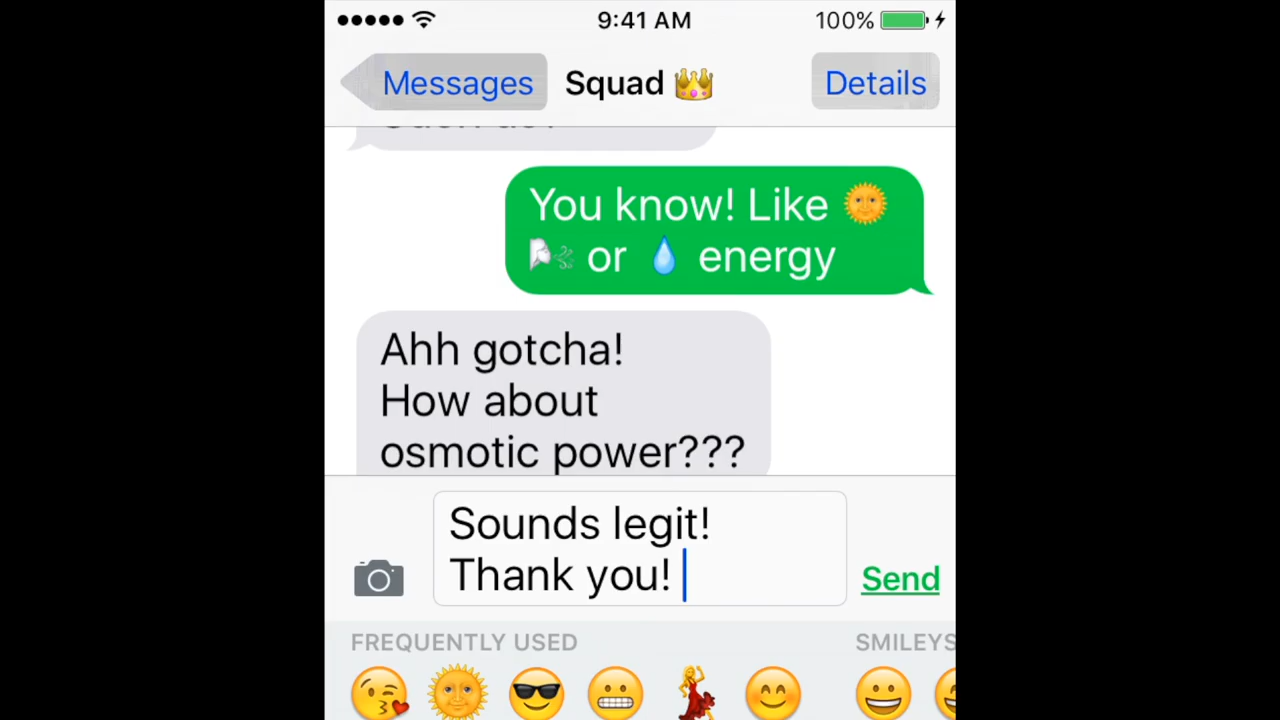 9:41 AM 100%
Messages Squad 👑 Details
You know! Like 🌞
🌬 or 💧 energy
Ahh gotcha!
How about
osmotic power???
Sounds legit!
Thank you!
Send
FREQUENTLY USED SMILEYS